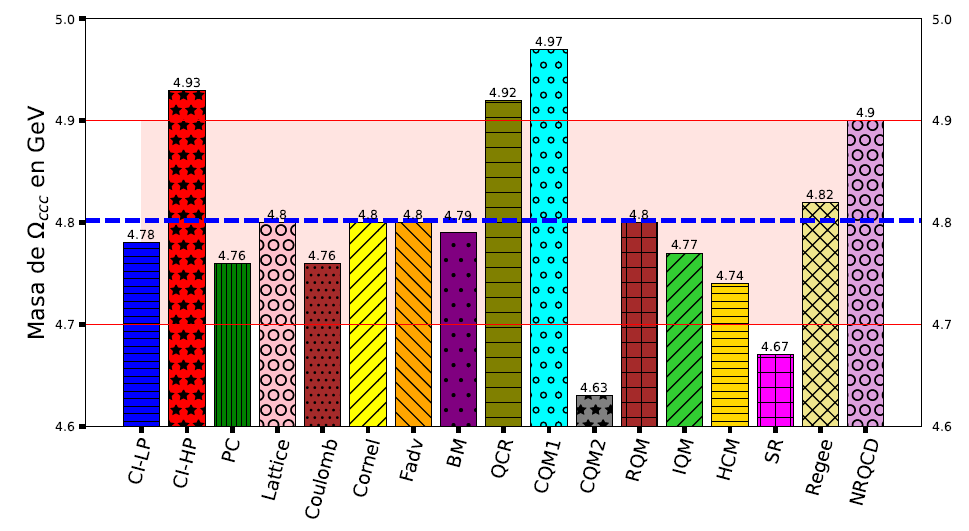 5.0
5.0
4.97
4.93
4.92
4.9
4.9
4.9
4.82
4.8
4.8
4.8
4.8
4.8
4.8
4.79
4.78
4.77
4.76
4.76
4.74
4.7
4.7
4.67
4.63
4.6
4.6
Masa de Ωccc en GeV
CI-LP
CI-HP
PC
Lattice
Coulomb
Cornel
Fadv
BM
QCR
CQM1
CQM2
RQM
IQM
HCM
SR
Regee
NRQCD